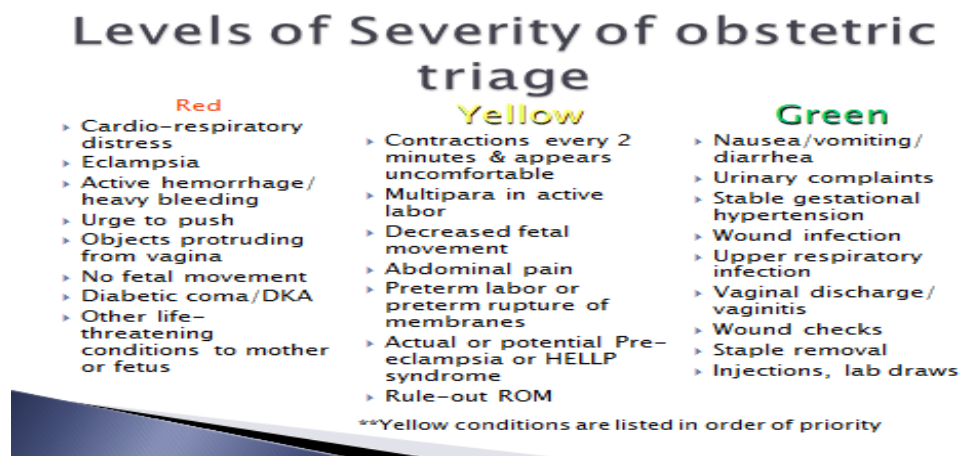 Levels of Severity of obstetric
triage
Red
Cardio-respiratory
distress
Eclampsia
Active hemorrhage/
heavy bleeding
Urge to push
Objects protruding
from vagina
No fetal movement
Diabetic coma/DKA
Other life-
threatening
conditions to mother
or fetus
Yellow
Contractions every 2
minutes & appears
uncomfortable
Multipara in active
labor
Decreased fetal
movement
Abdominal pain
Preterm labor or
preterm rupture of
membranes
Actual or potential Pre-
eclampsia or HELLP
syndrome
Rule-out ROM
Green
Nausea/vomiting/
diarrhea
Urinary complaints
Stable gestational
hypertension
Wound infection
Upper respiratory
infection
Vaginal discharge/
vaginitis
Wound checks
Staple removal
Injections, lab draws
**Yellow conditions are listed in order of priority